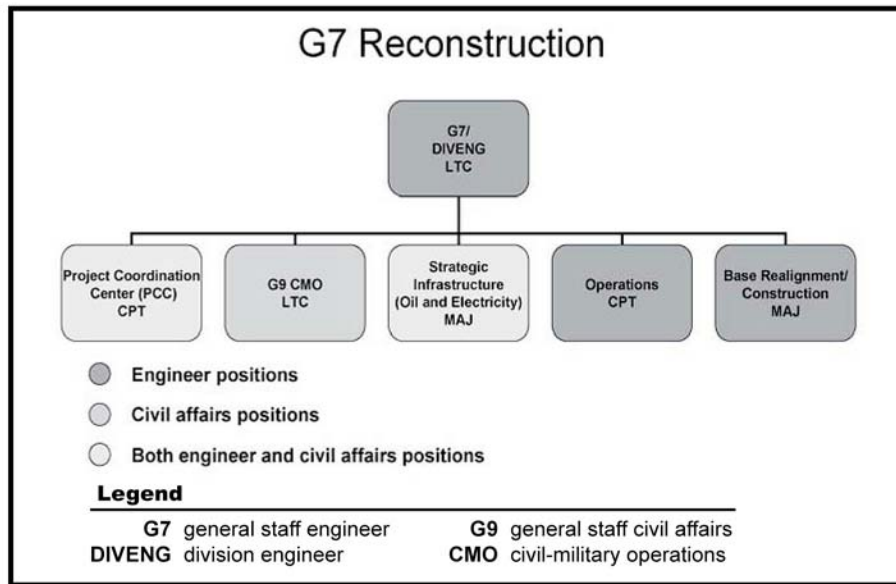 G7 Reconstruction
G7/
DIVENG
LTC
Project Coordination
Center (PCC)
CPT
G9 CMO
LTC
Strategic
Infrastructure
(Oil and Electricity)
MAJ
Operations
CPT
Base Realignment/
Construction
MAJ
Engineer positions
Civil affairs positions
Both engineer and civil affairs positions
Legend
G7 general staff engineer
DIVENG division engineer
G9 general staff civil affairs
CMO civil-military operations